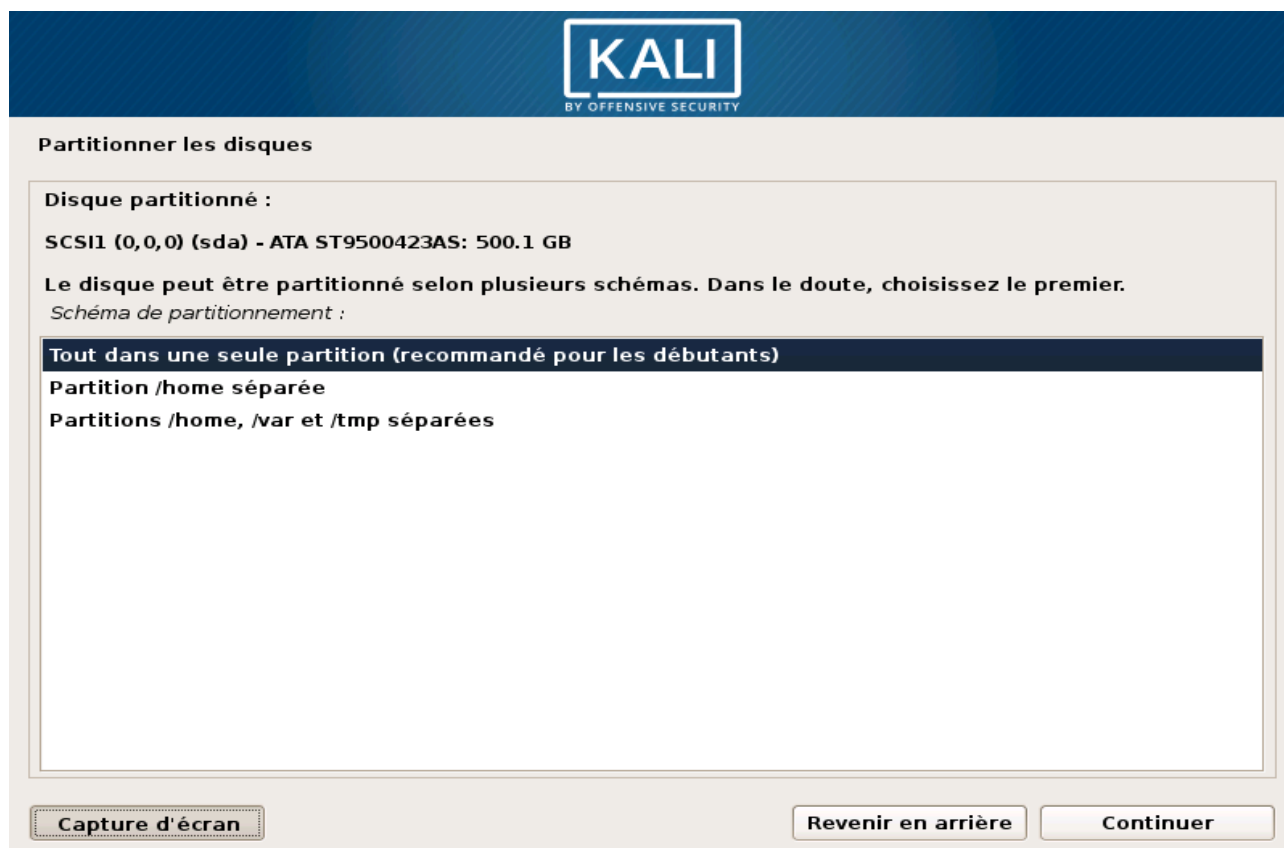 KALI
BY OFFENSIVE SECURITY
Partitionner les disques
Disque partitionné :
SCSI1 (0,0,0) (sda) - ATA ST9500423AS: 500.1 GB
Le disque peut être partitionné selon plusieurs schémas. Dans le doute, choisissez le premier.
Schéma de partitionnement :
Tout dans une seule partition (recommandé pour les débutants)
Partition /home séparée
Partitions /home, /var et /tmp séparées
Capture d'écran
Revenir en arrière
Continuer